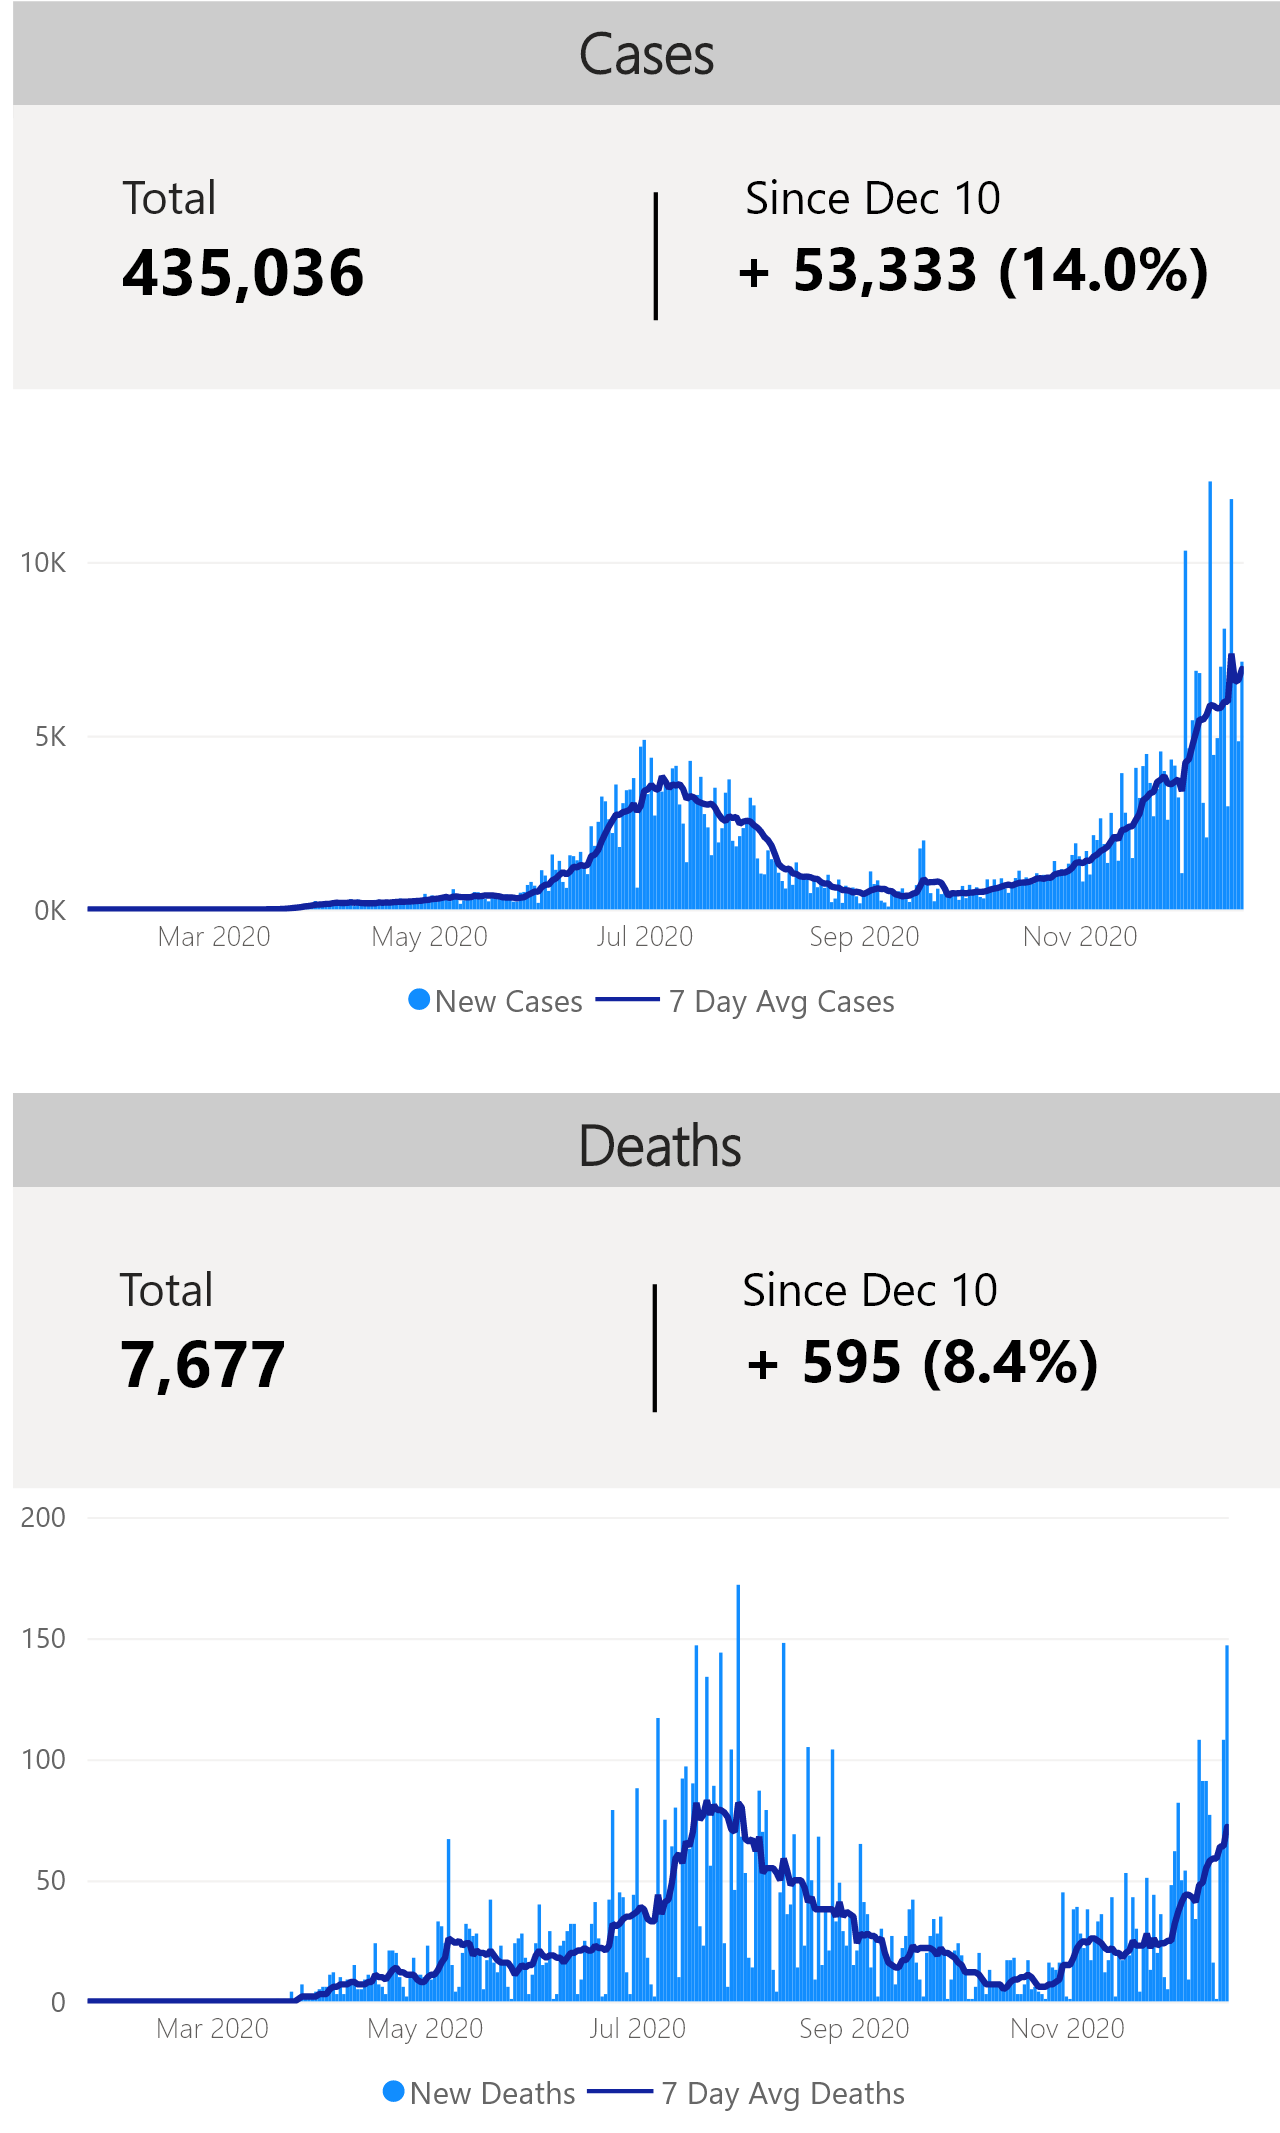 Cases
Total
Since Dec 10
435,036
+ 53,333 (14.0%)
10K
5K
0K
Mar 2020
May 2020
Jul 2020
Sep 2020
Nov 2020
New Cases
7 Day Avg Cases
Deaths
Total
Since Dec 10
7,677
+ 595 (8.4%)
200
150
100
50
0
Mar 2020
May 2020
Jul 2020
Sep 2020
Nov 2020
New Deaths
7 Day Avg Deaths